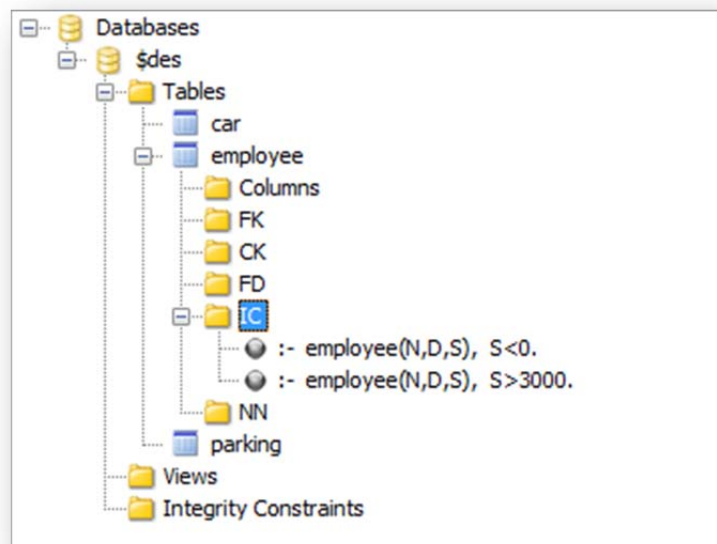 Databases
$des
Tables
car
employee
Columns
FK
CK
FD
IC
:- employee(N,D,S), S<0.
:- employee(N,D,S), S>3000.
NN
parking
Views
Integrity Constraints